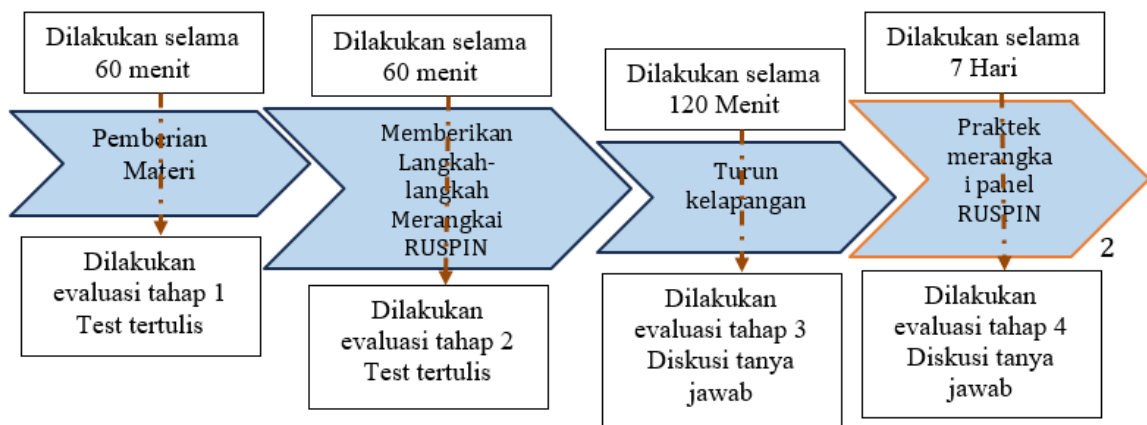 Dilakukan selama
60 menit
Dilakukan selama
60 menit
Dilakukan selama
120 Menit
Dilakukan selama
7 Hari
Pemberian
Materi
Memberikan
Langkah-
langkah
Merangkai
RUSPIN
Turun
kelapangan
Praktek
merangka
i panel
RUSPIN
2
Dilakukan
evaluasi tahap 1
Test tertulis
Dilakukan
evaluasi tahap 2
Test tertulis
Dilakukan
evaluasi tahap 3
Diskusi tanya
jawab
Dilakukan
evaluasi tahap 4
Diskusi tanya
jawab